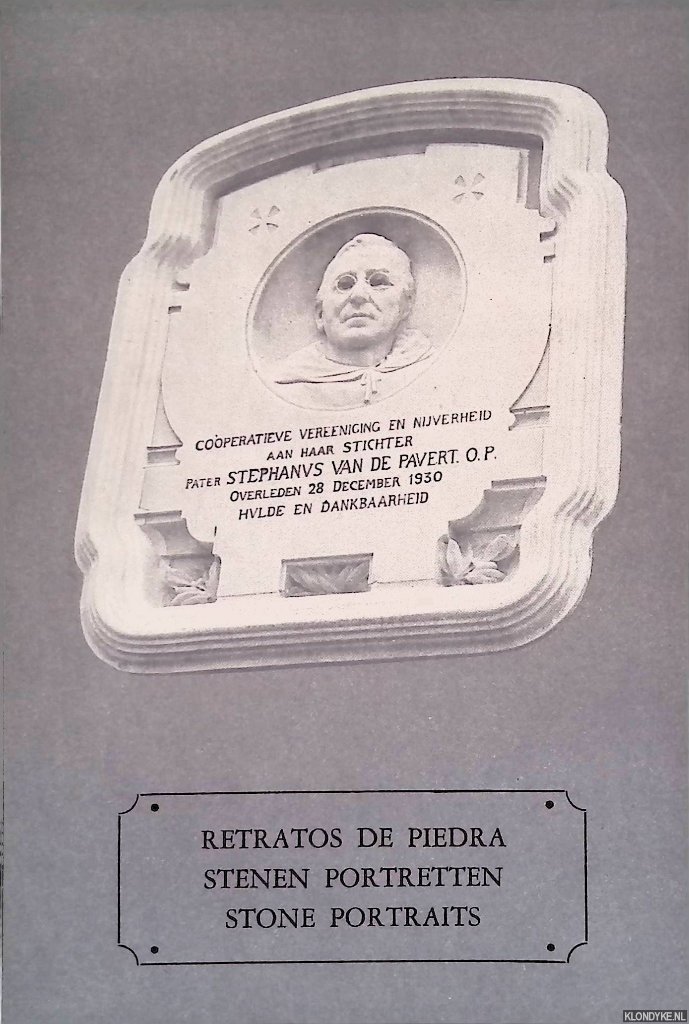 COÖPERATIEVE VEREENIGING EN NIJVERHEID
AAN HAAR STICHTER
PATER STEPHANVS VAN DE PAVERT. O.P.
OVERLEDEN 28 DECEMBER 1930
HVLDE EN DANKBAARHEID
RETRATOS DE PIEDRA
STENEN PORTRETTEN
STONE PORTRAITS
KLONDYKE.NL